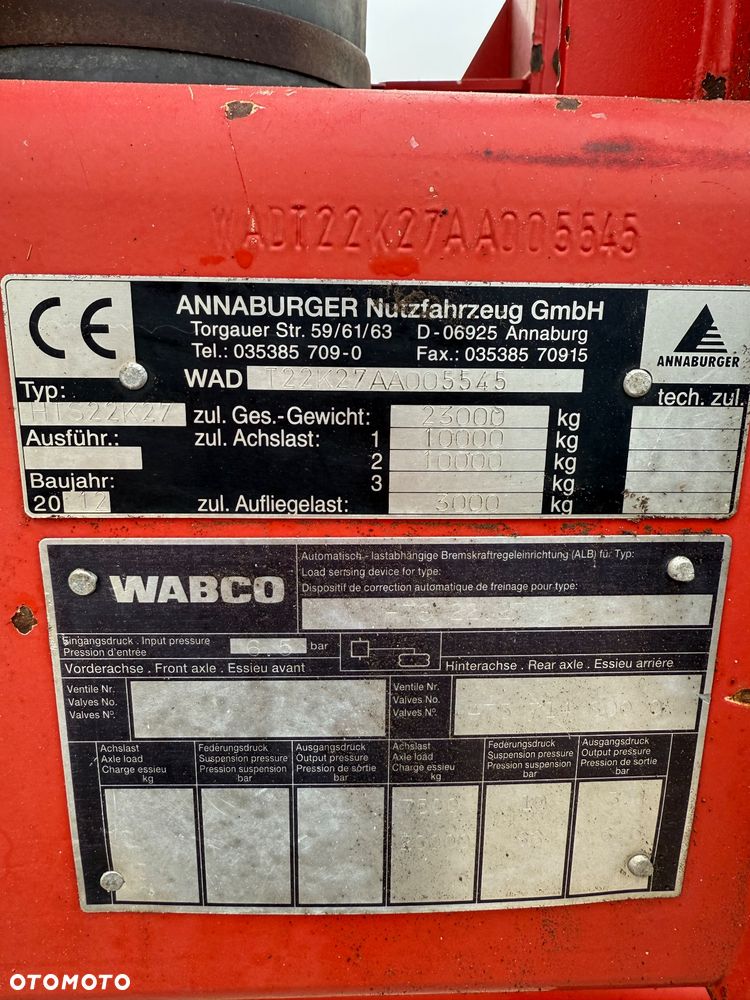 WADT22K27AA005545
CE
ANNABURGER Nutzfahrzeug GmbH
Torgauer Str. 59/61/63 D-06925 Annaburg
Tel.: 035385 709-0 Fax.: 035385 70915
ANNABURGER
WAD T22K27AA005545
Typ:
tech. zul.
HTS22K27
zul. Ges.-Gewicht: 23000 kg
Ausführ.:
zul. Achslast: 1 10000 kg
2 10000 kg
Baujahr:
3 kg
20 12
zul. Aufliegelast: 3000 kg
WABCO
Automatisch - lastabhängige Bremskraftregeleinrichtung (ALB) für Typ:
Load sersing device for type:
Dispositif de correction automatique de freinage pour type:
Eingangsdruck . Input pressure 6.5 bar
Pression d'entrée
Vorderachse . Front axle . Essieu avant
Hinterachse . Rear axle . Essieu arriére
Ventile Nr.
Valves No.
Valves N°.
Ventile Nr.
Valves No.
Valves N°.
Achslast
Axle load
Charge essieu
kg
Federüngsdruck
Suspension pressure
Pression suspension
bar
Ausgangsdruck
Output pressure
Pression de sortie
bar
Achslast
Axle load
Charge essieu
kg
Federüngsdruck
Suspension pressure
Pression suspension
bar
Ausgangsdruck
Output pressure
Pression de sortie
bar
OTOMOTO